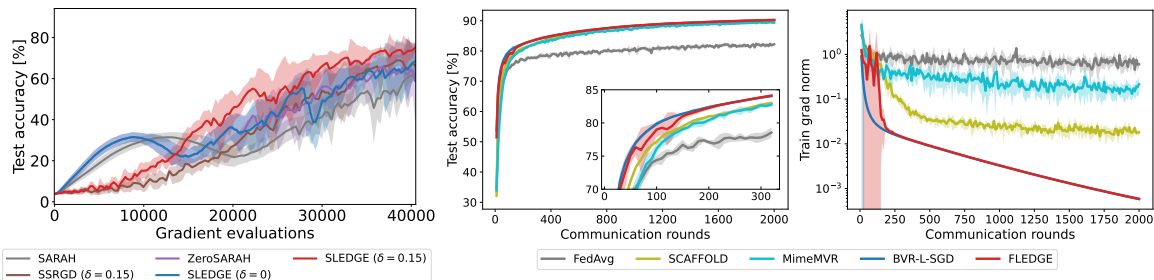 Test accuracy [%]
80
60
40
20
0
0
10000
20000
30000
40000
Gradient evaluations
SARAH
SSRGD (δ = 0.15)
ZeroSARAH
SLEDGE (δ = 0)
SLEDGE (δ = 0.15)
Test accuracy [%]
90
80
70
60
50
40
30
85
80
75
70
0
100
200
300
0
400
800
1200
1600
2000
Communication rounds
Train grad norm
10⁰
10⁻¹
10⁻²
10⁻³
0
250
500
750
1000
1250
1500
1750
2000
Communication rounds
FedAvg
SCAFFOLD
MimeMVR
BVR-L-SGD
FLEDGE